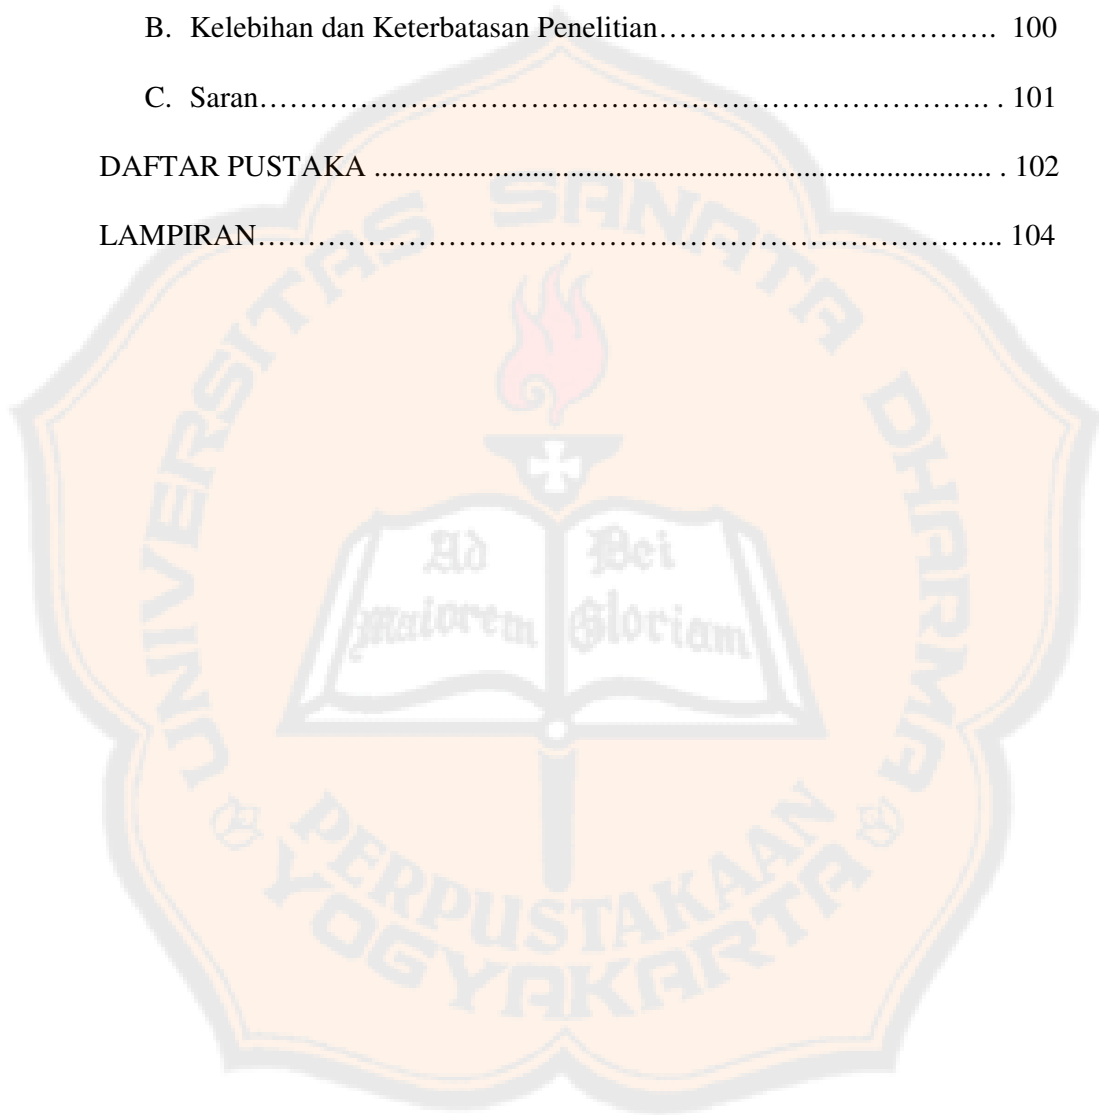 B. Kelebihan dan Keterbatasan Penelitian……………………………. 100
C. Saran………………………………………………………………. . 101
DAFTAR PUSTAKA .................................................................................. . 102
LAMPIRAN………………………………………………………………... 104
UNIVERSITAS SANATA DHARMA
Ad Dei
Maiorem Gloriam
PERPUSTAKAAN
YOGYAKARTA